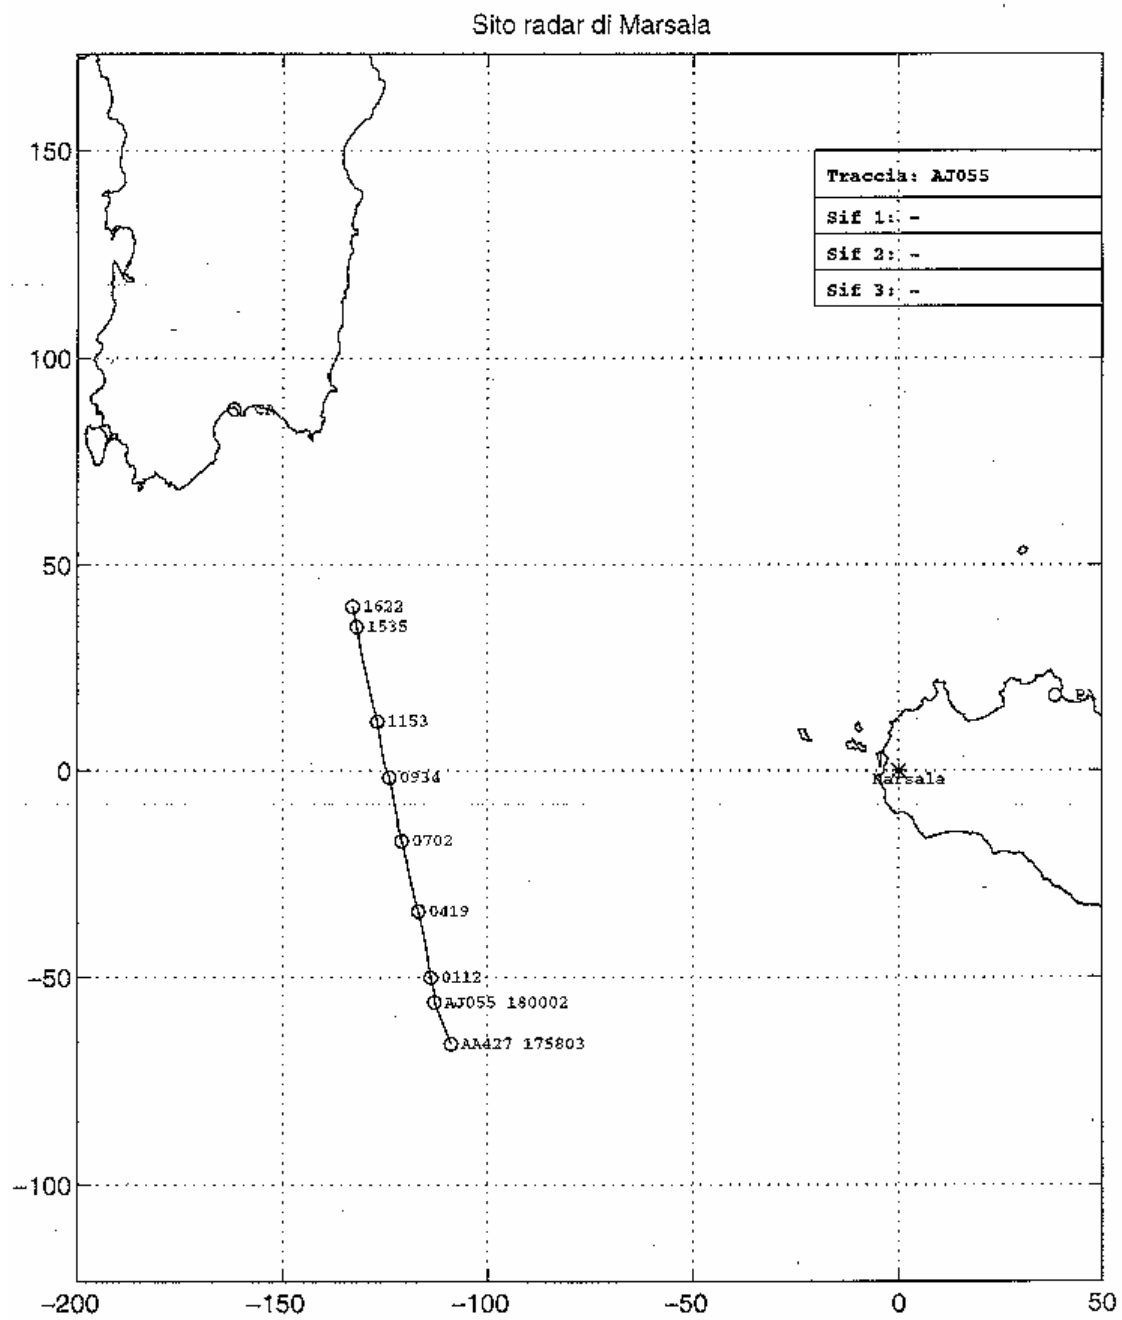 Sito radar di Marsala
150
Traccia: AJ055
Sif 1: -
Sif 2: -
Sif 3: -
100
CA
50
1622
1535
1153
PA
0
0934
Marsala
0702
0419
-50
0112
AJ055 180002
AA427 175803
-100
-200
-150
-100
-50
0
50